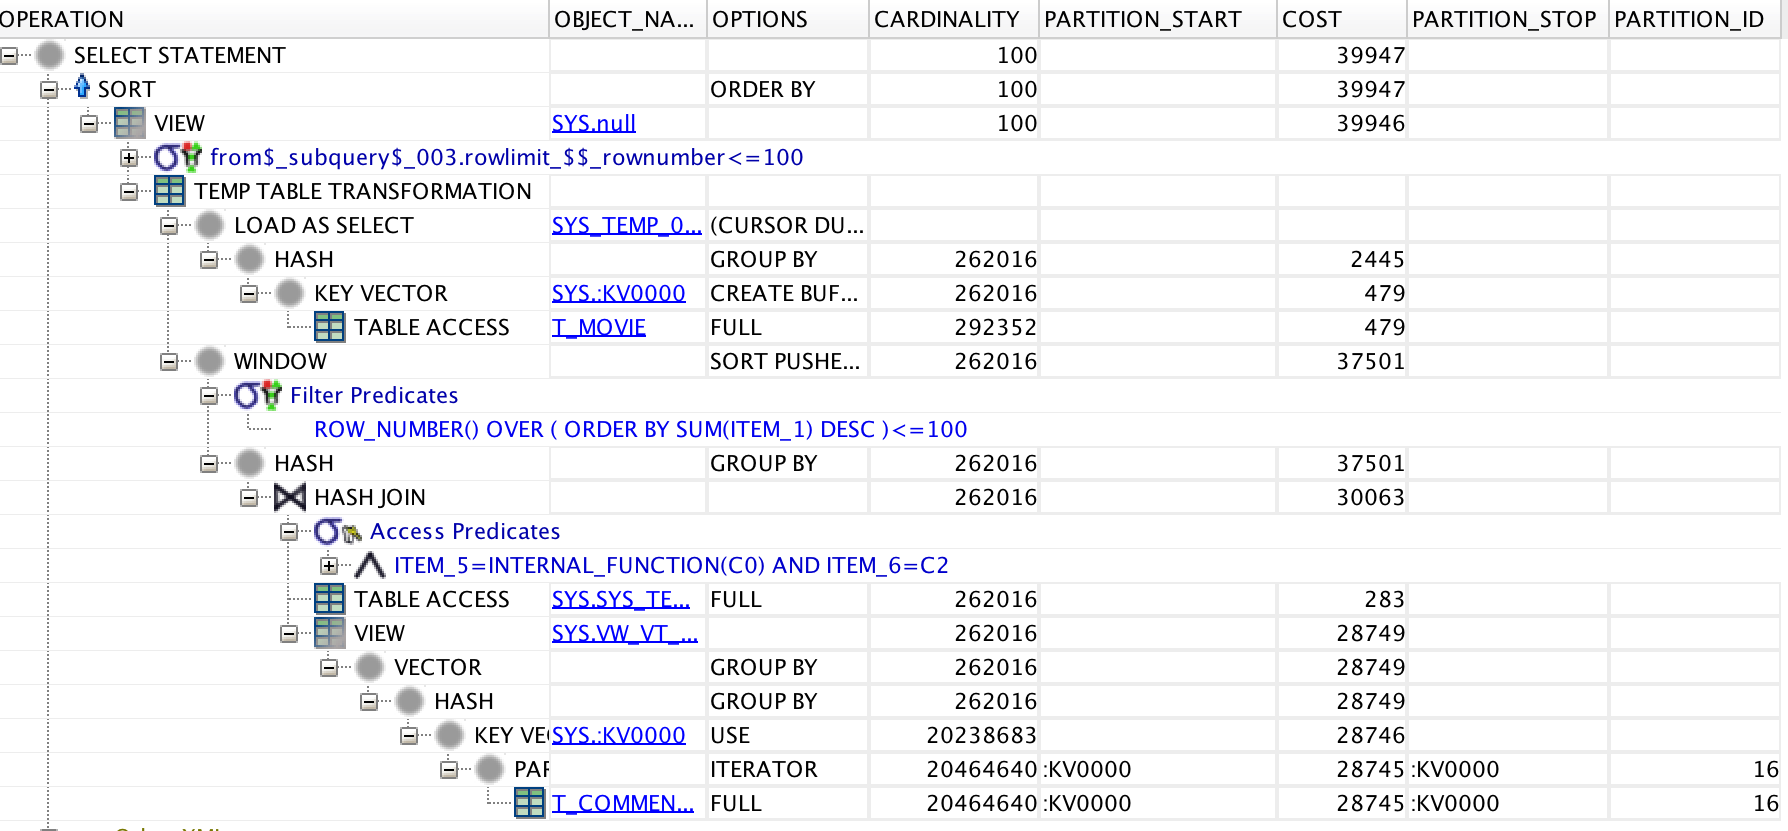 OPERATION OBJECT_NA... OPTIONS CARDINALITY PARTITION_START COST PARTITION_STOP PARTITION_ID
SELECT STATEMENT 100 39947
SORT ORDER BY 100 39947
VIEW SYS.null 100 39946
from$_subquery$_003.rowlimit_$$_rownumber<=100
TEMP TABLE TRANSFORMATION
LOAD AS SELECT SYS_TEMP_0... (CURSOR DU...
HASH GROUP BY 262016 2445
KEY VECTOR SYS.:KV0000 CREATE BUF... 262016 479
TABLE ACCESS T_MOVIE FULL 292352 479
WINDOW SORT PUSHE... 262016 37501
Filter Predicates
ROW_NUMBER() OVER ( ORDER BY SUM(ITEM_1) DESC )<=100
HASH GROUP BY 262016 37501
HASH JOIN 262016 30063
Access Predicates
ITEM_5=INTERNAL_FUNCTION(C0) AND ITEM_6=C2
TABLE ACCESS SYS.SYS_TE... FULL 262016 283
VIEW SYS.VW_VT_... 262016 28749
VECTOR GROUP BY 262016 28749
HASH GROUP BY 262016 28749
KEY VE SYS.:KV0000 USE 20238683 28746
PAR ITERATOR 20464640 :KV0000 28745 :KV0000 16
T_COMMEN... FULL 20464640 :KV0000 28745 :KV0000 16